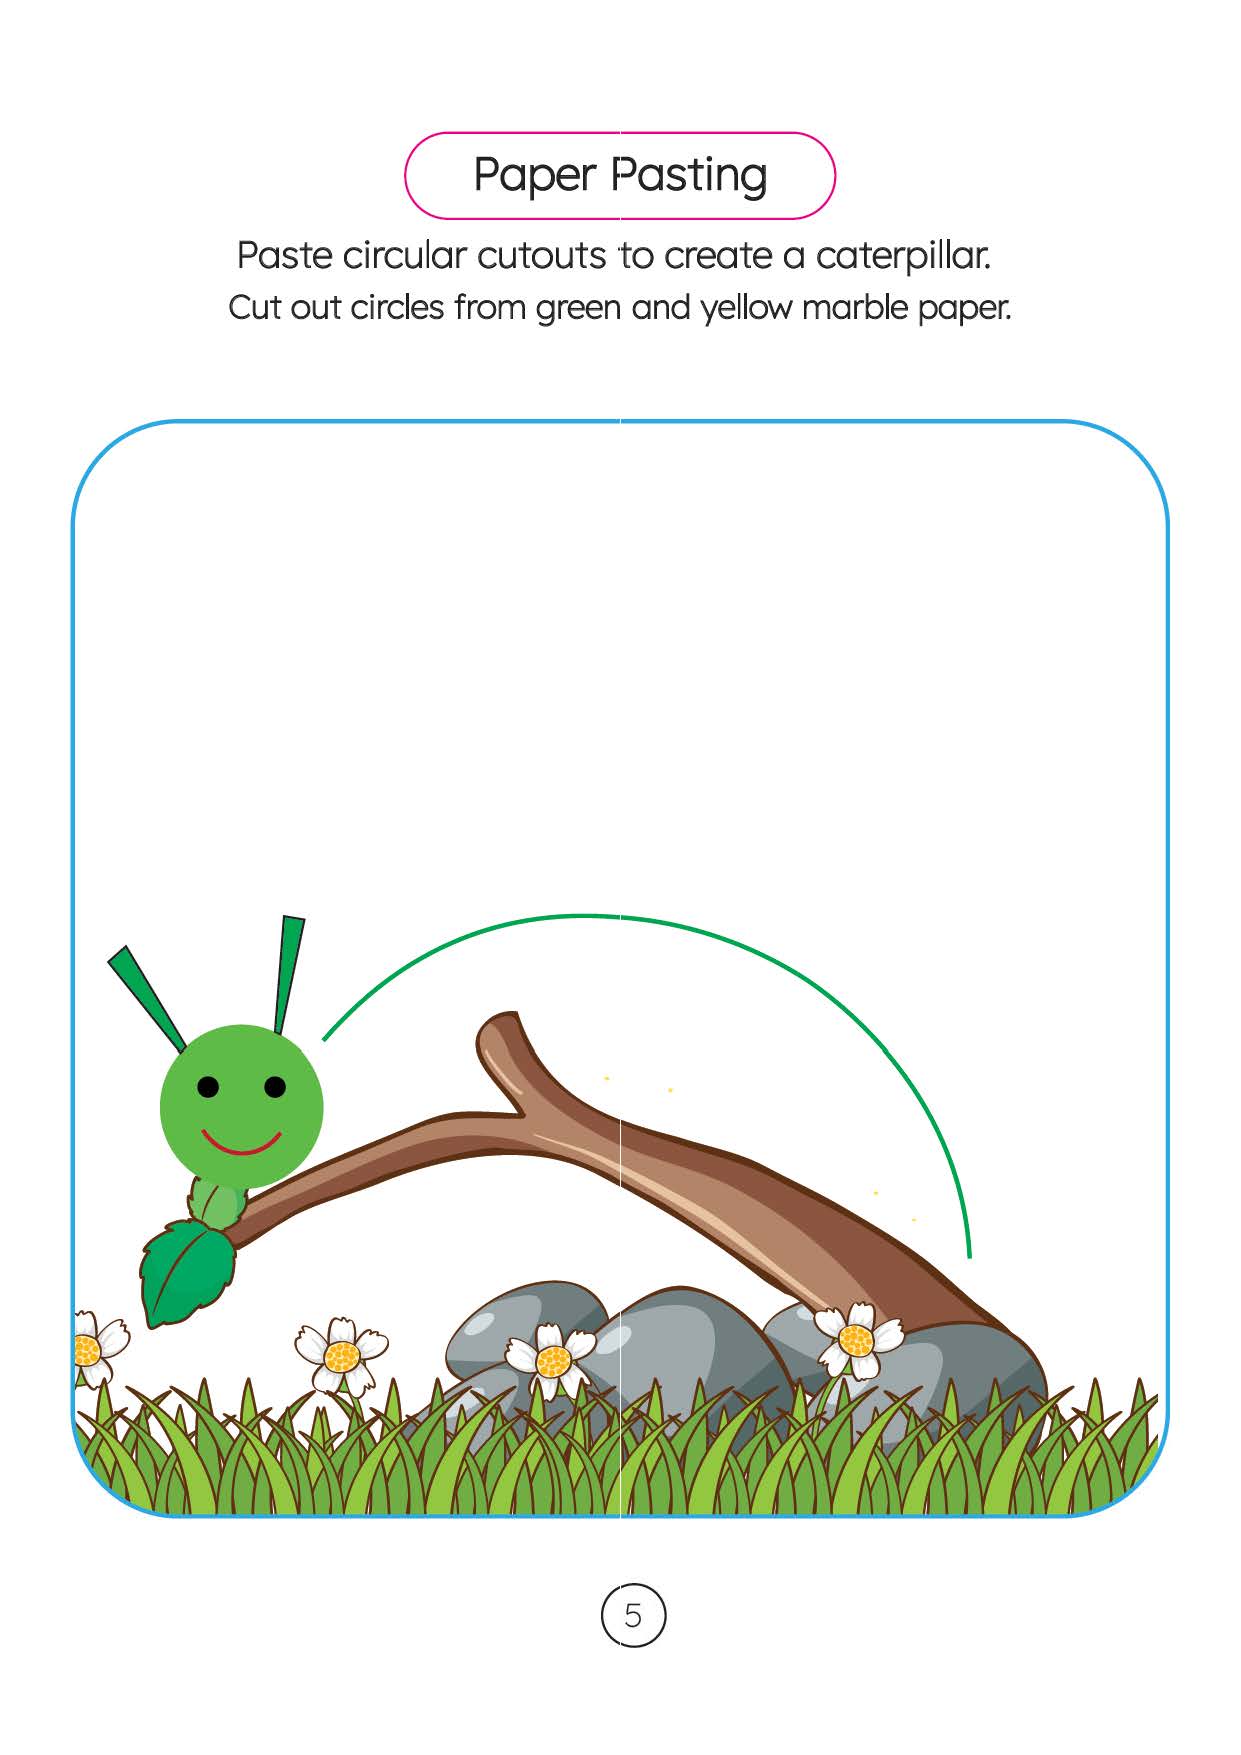 Paper Pasting
Paste circular cutouts to create a caterpillar.
Cut out circles from green and yellow marble paper.
5